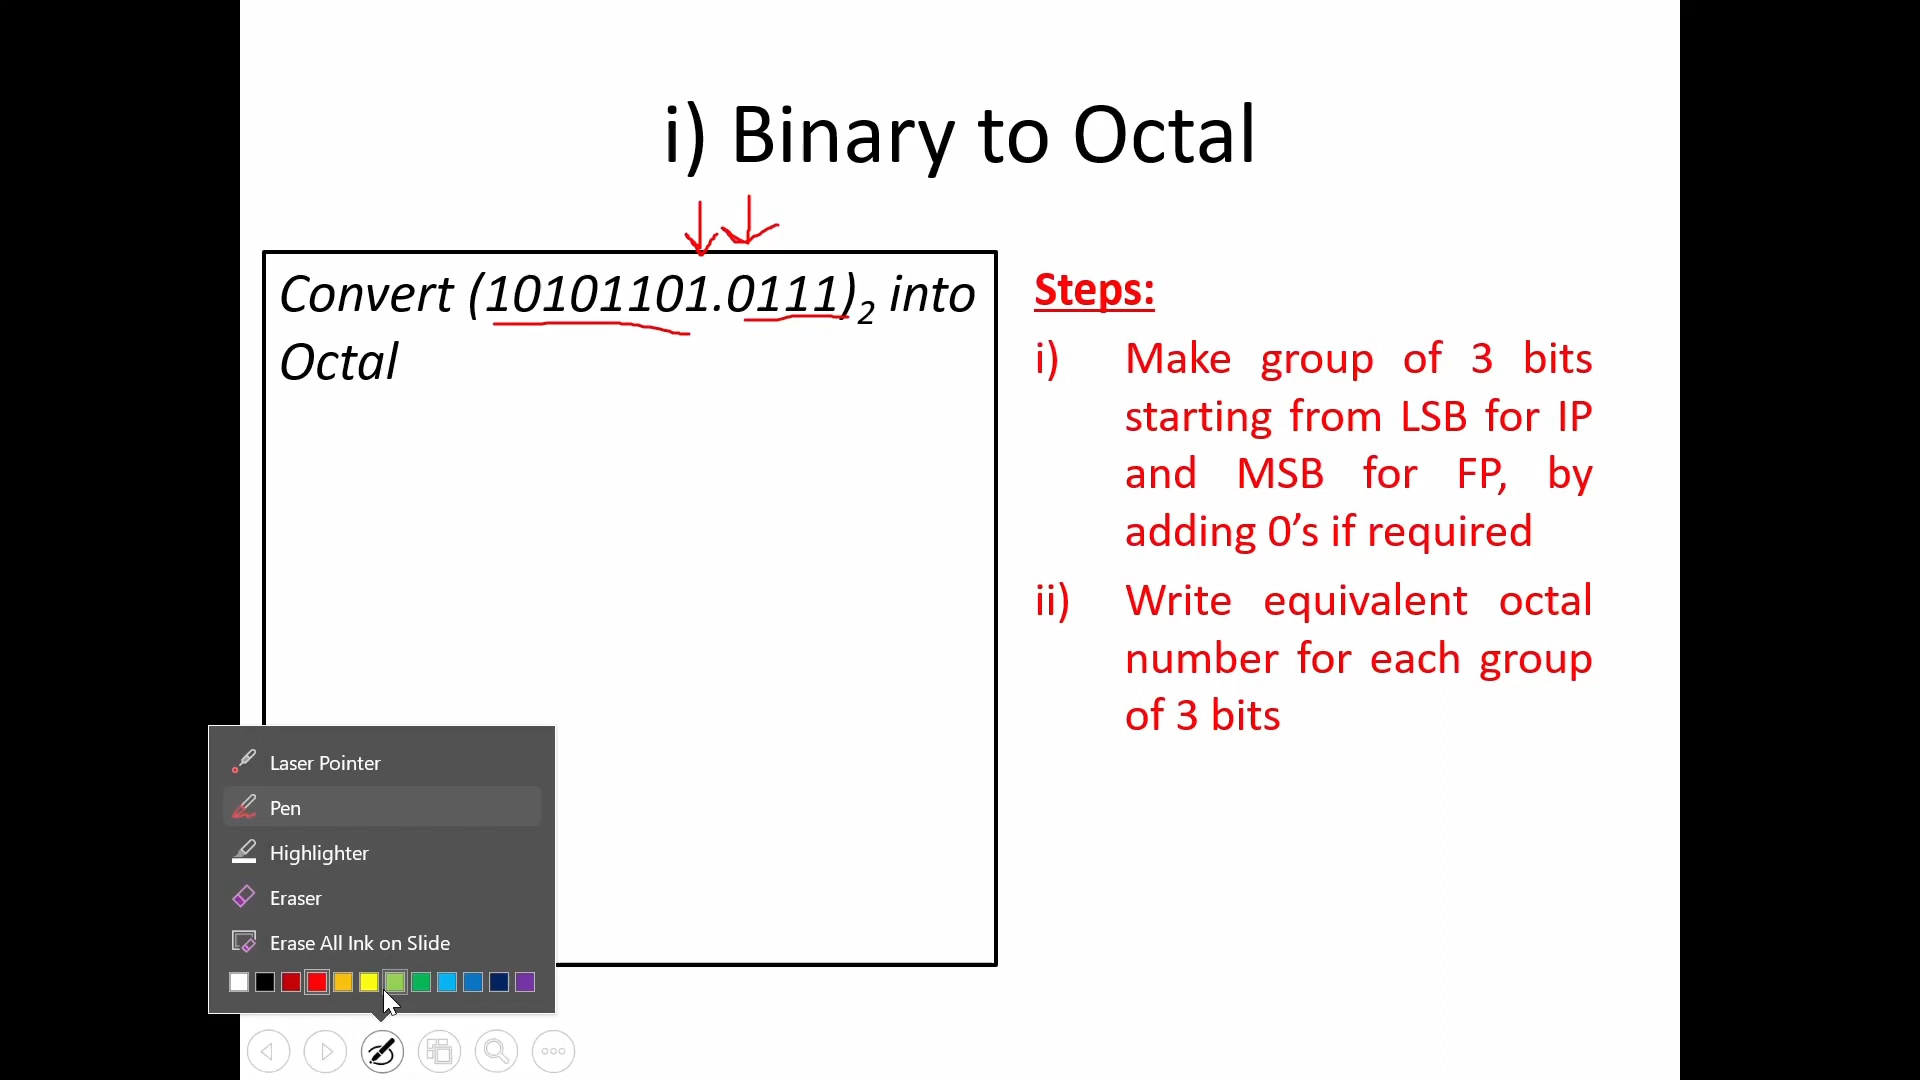 i) Binary to Octal
Convert (10101101.0111)2 into
Octal
Steps:
i) Make group of 3 bits
starting from LSB for IP
and MSB for FP, by
adding 0’s if required
ii) Write equivalent octal
number for each group
of 3 bits
Laser Pointer
Pen
Highlighter
Eraser
Erase All Ink on Slide